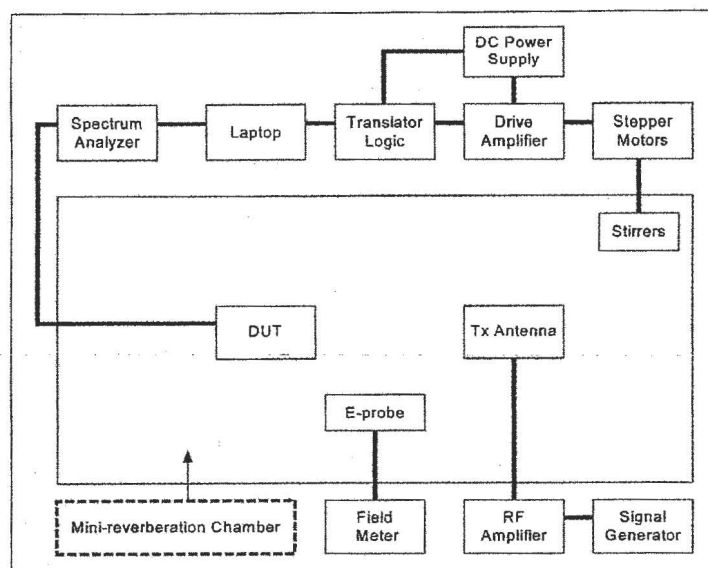 DC Power
Supply
Spectrum
Analyzer
Laptop
Translator
Logic
Drive
Amplifier
Stepper
Motors
Stirrers
DUT
Tx Antenna
E-probe
Mini-reverberation Chamber
Field
Meter
RF
Amplifier
Signal
Generator